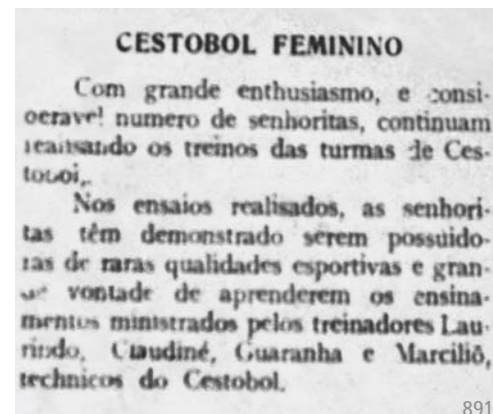 CESTOBOL FEMININO
Com grande enthusiasmo, e consi-
deravel numero de senhoritas, continuam
realisando os treinos das turmas de Ces-
tobol.
Nos ensaios realisados, as senhori-
tas têm demonstrado serem possuido-
ras de raras qualidades esportivas e gran-
de vontade de aprenderem os ensina-
mentos ministrados pelos treinadores Lau-
rindo, Claudiné, Guaranha e Marciliô,
technicos do Cestobol.
891